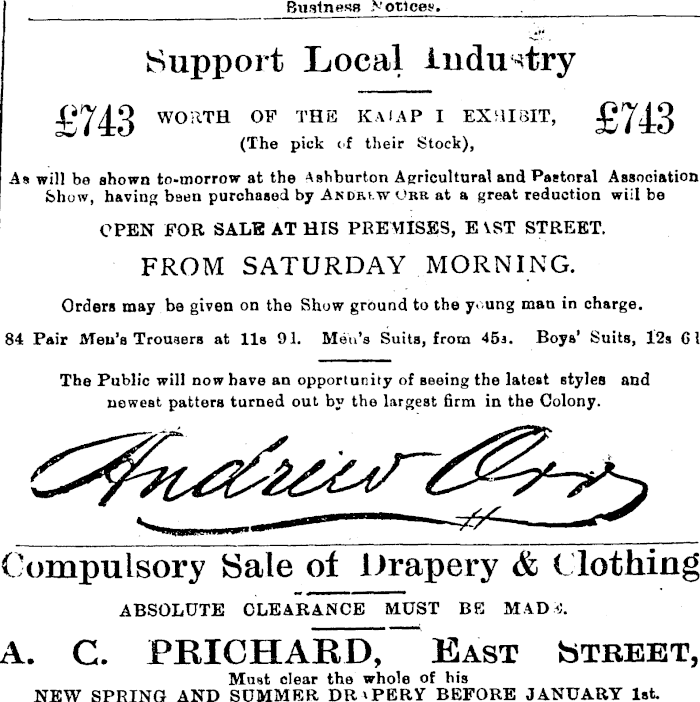 Business Notices.
Support Local Industry
£743 WORTH OF THE KAIAPOI EXHIBIT, £743
(The pick of their Stock),
As will be shown to-morrow at the Ashburton Agricultural and Pastoral Association
Show, having been purchased by ANDREW ORR at a great reduction will be
OPEN FOR SALE AT HIS PREMISES, EAST STREET.
FROM SATURDAY MORNING.
Orders may be given on the Show ground to the young man in charge.
84 Pair Men's Trousers at 11s 9d. Men's Suits, from 45s. Boys' Suits, 12s 6d
The Public will now have an opportunity of seeing the latest styles and
newest patters turned out by the largest firm in the Colony.
Andrew Orr
Compulsory Sale of Drapery & Clothing
ABSOLUTE CLEARANCE MUST BE MADE.
A. C. PRICHARD, EAST STREET,
Must clear the whole of his
NEW SPRING AND SUMMER DRAPERY BEFORE JANUARY 1st.